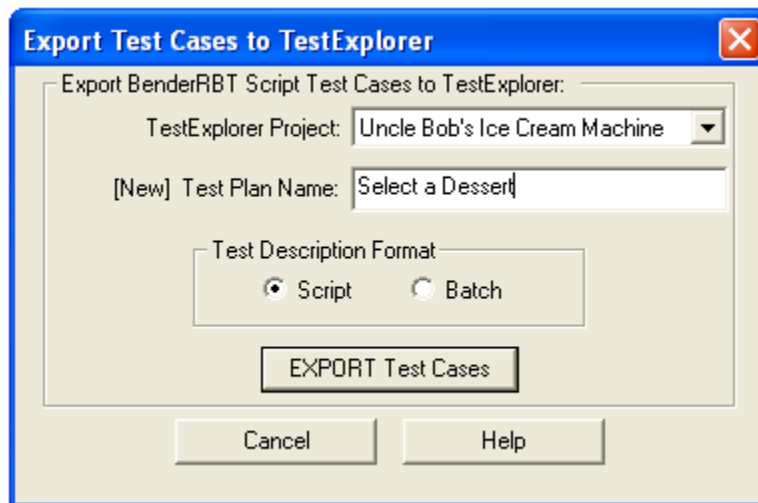 Export Test Cases to TestExplorer
Export BenderRBT Script Test Cases to TestExplorer:
TestExplorer Project: Uncle Bob's Ice Cream Machine
[New] Test Plan Name: Select a Dessert
Test Description Format
Script Batch
EXPORT Test Cases
Cancel Help